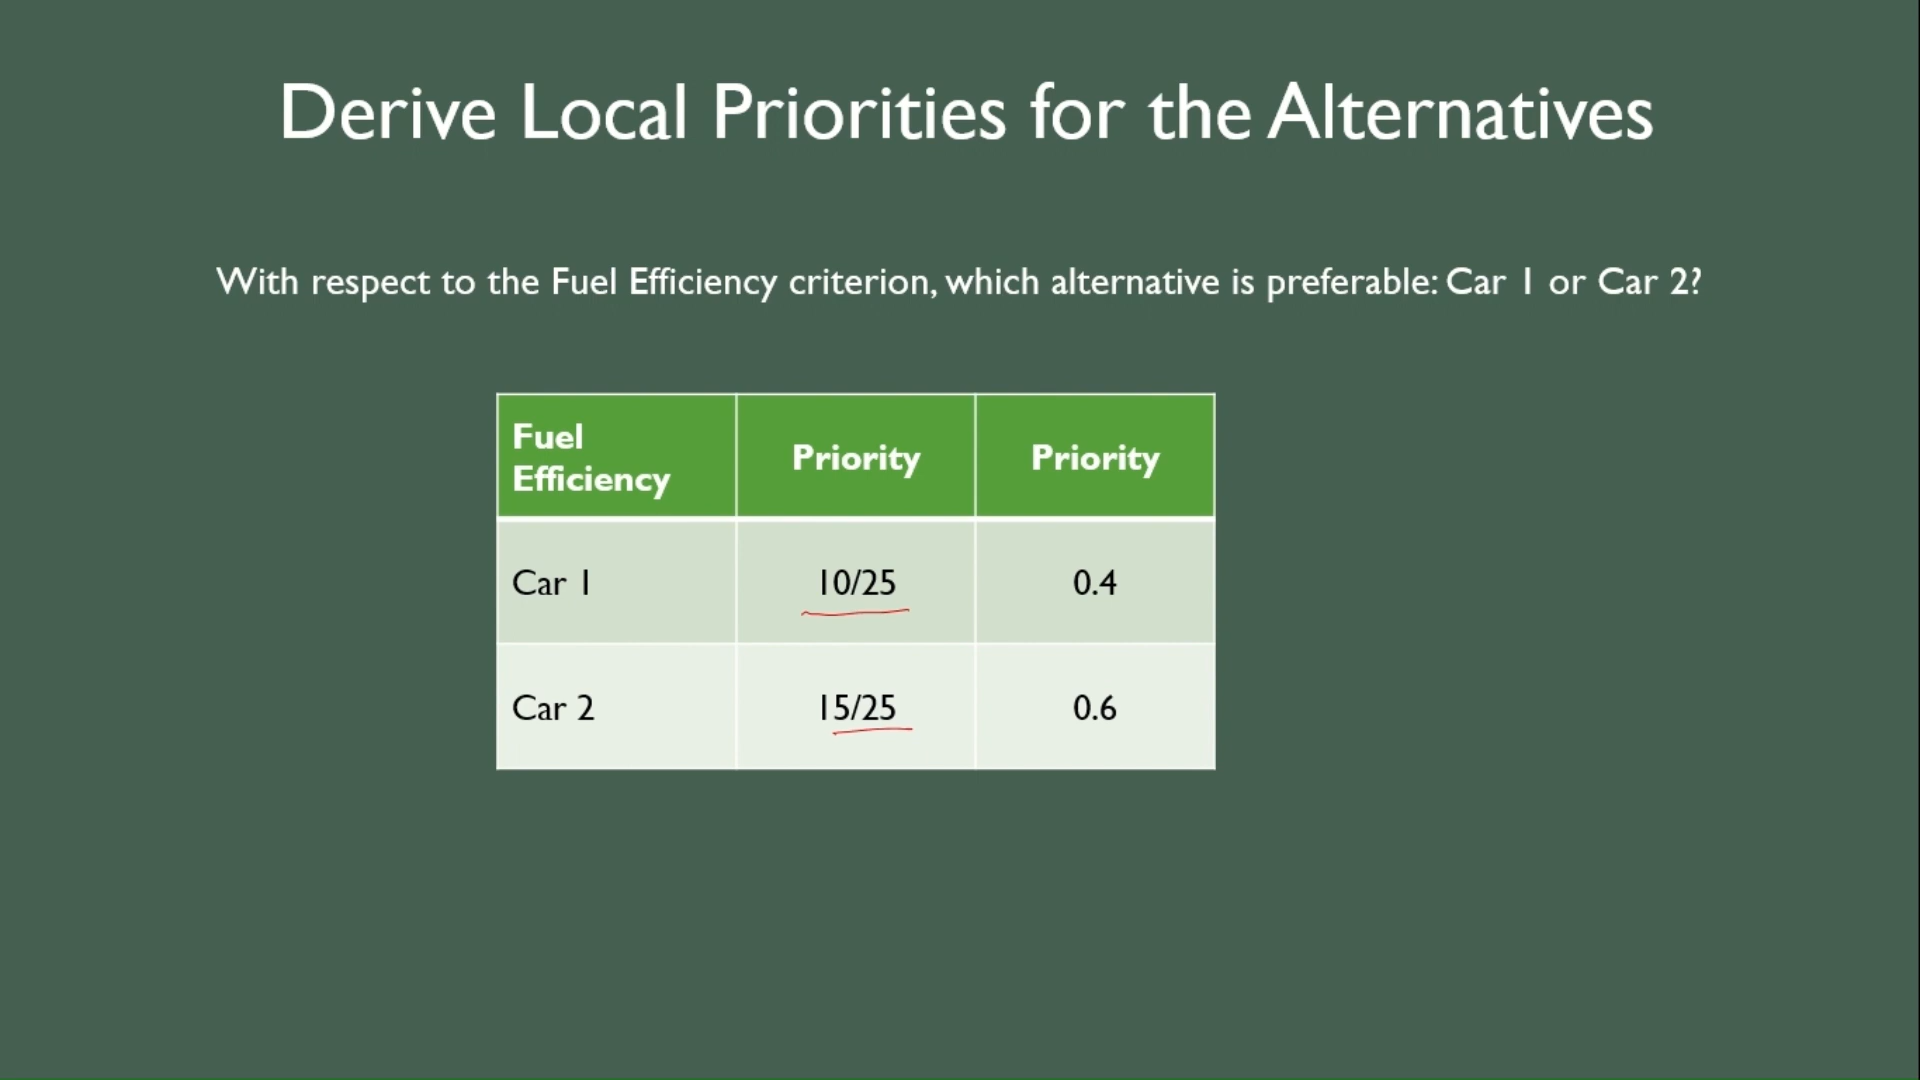 Derive Local Priorities for the Alternatives
With respect to the Fuel Efficiency criterion, which alternative is preferable: Car 1 or Car 2?
Fuel
Efficiency
Priority
Priority
Car 1
10/25
0.4
Car 2
15/25
0.6